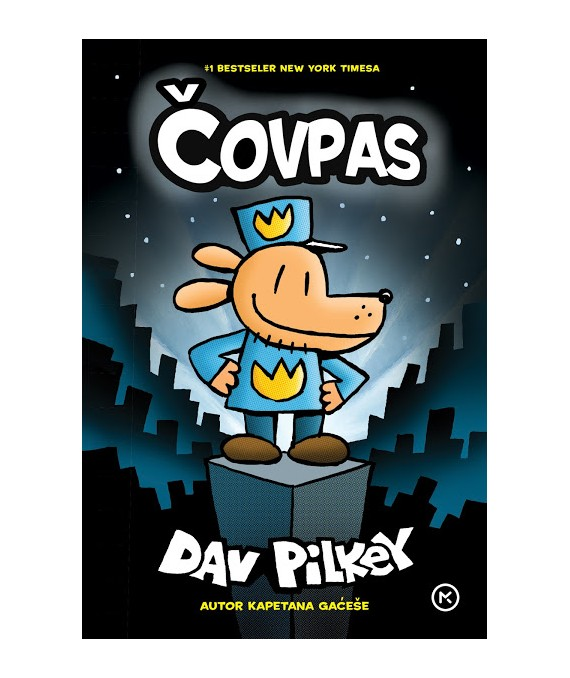 #1 BESTSELER NEW YORK TIMESA
ČOVPAS
DAV PILKEY
AUTOR KAPETANA GAĆEŠE